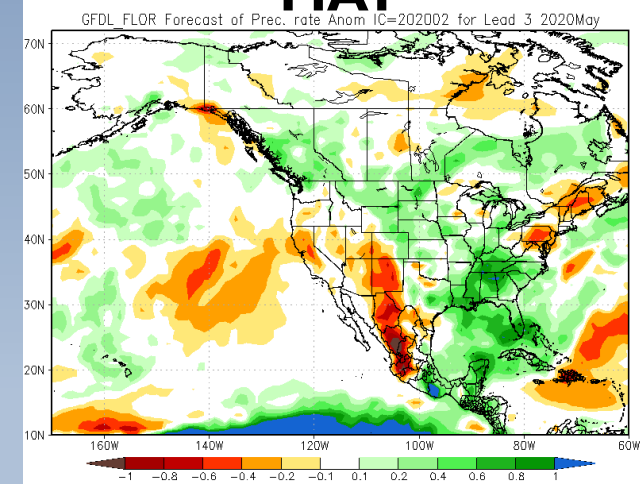 MAY
GFDL_FLOR Forecast of Prec. rate Anom IC=202002 for Lead 3 2020May
70N
60N
50N
40N
30N
20N
10N
160W 140W 120W 100W 80W 60W
-1 -0.8 -0.6 -0.4 -0.2 -0.1 0.1 0.2 0.4 0.6 0.8 1